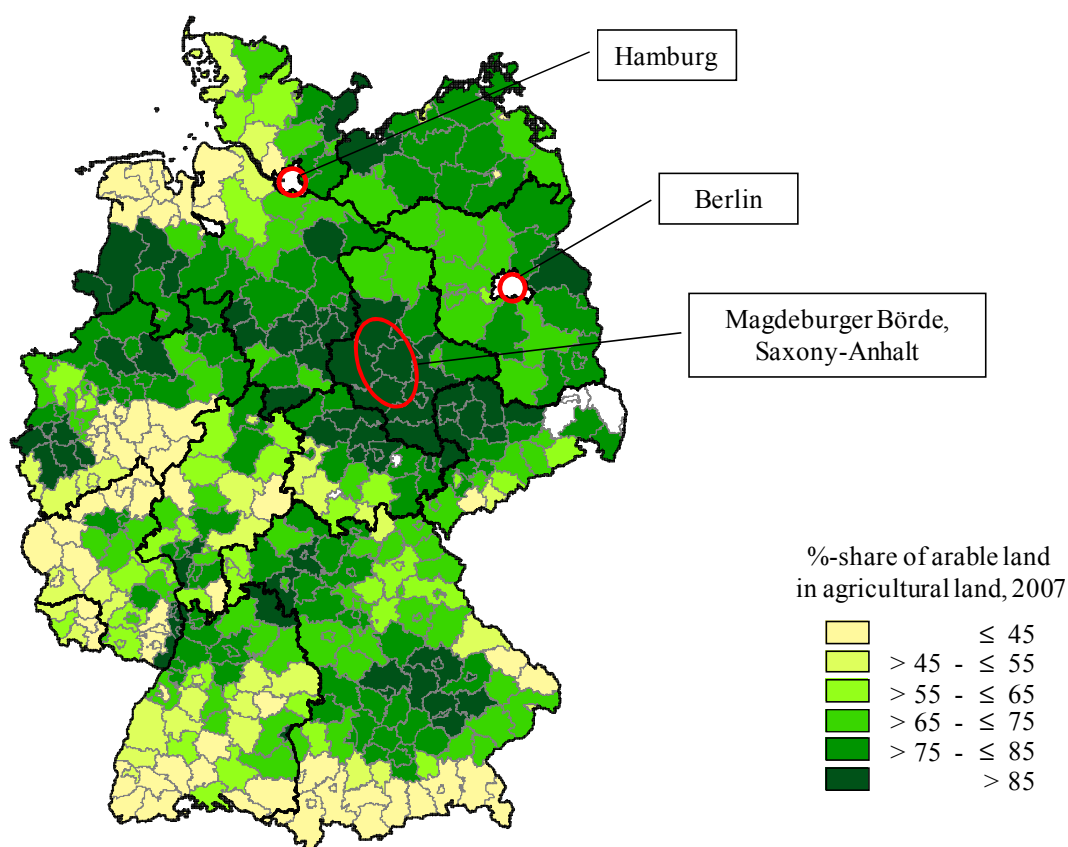 Hamburg
Berlin
Magdeburger Börde,
Saxony-Anhalt
%-share of arable land
in agricultural land, 2007
≤ 45
> 45 - ≤ 55
> 55 - ≤ 65
> 65 - ≤ 75
> 75 - ≤ 85
> 85